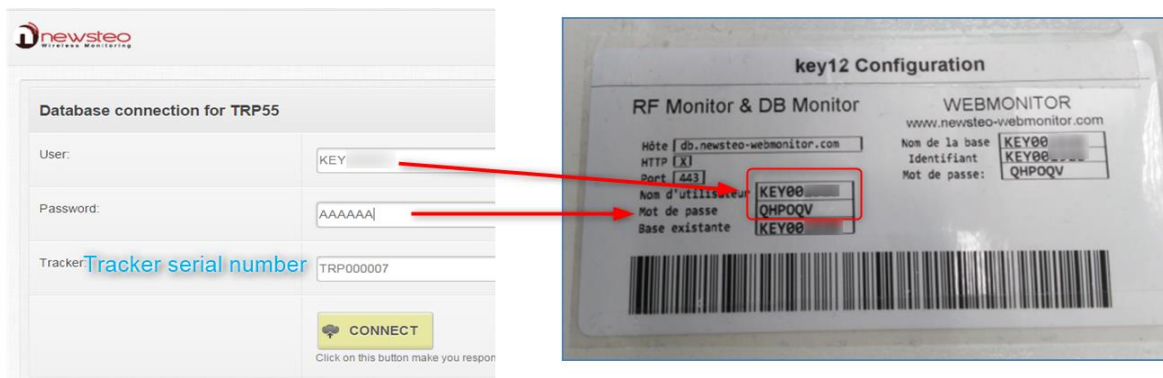 newsteo
Wireless Monitoring
Database connection for TRP55
User:
KEY
Password:
AAAAAA
Tracker:
Tracker serial number
TRP000007
CONNECT
Click on this button make you respon
key12 Configuration
RF Monitor & DB Monitor
Hôte db.newsteo-webmonitor.com
HTTP [X]
Port 443
Nom d'utilisateur KEY00
Mot de passe QHPOQV
Base existante KEY00
WEBMONITOR
www.newsteo-webmonitor.com
Nom de la base KEY00
Identifiant KEY00
Mot de passe: QHPOQV